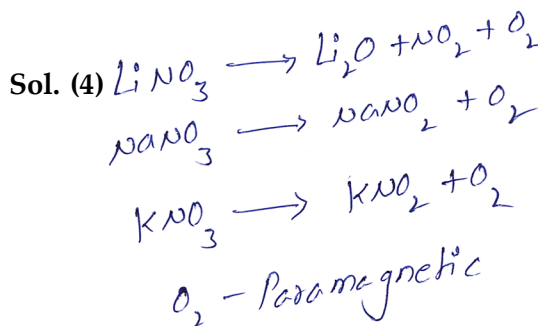 Sol. (4) LiNO₃ ⟶ Li₂O + NO₂ + O₂
NaNO₃ ⟶ NaNO₂ + O₂
KNO₃ ⟶ KNO₂ + O₂
O₂ - Paramagnetic